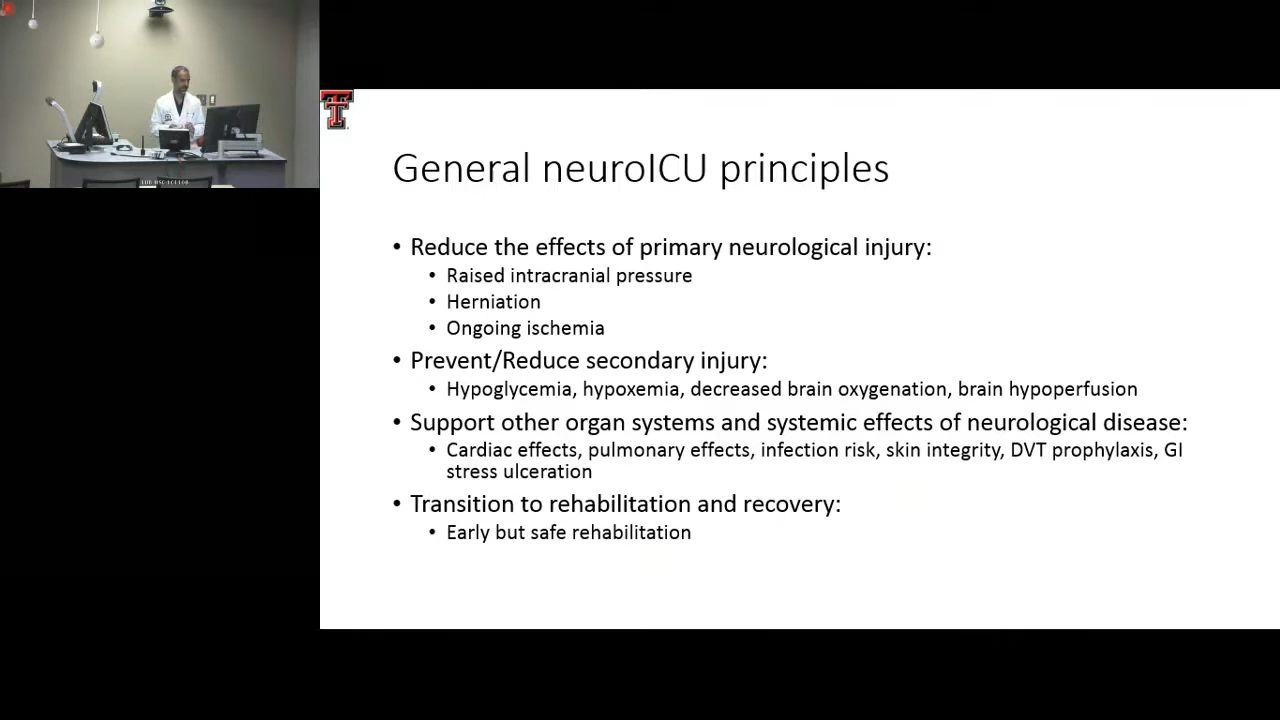 General neuroICU principles
• Reduce the effects of primary neurological injury:
• Raised intracranial pressure
• Herniation
• Ongoing ischemia
• Prevent/Reduce secondary injury:
• Hypoglycemia, hypoxemia, decreased brain oxygenation, brain hypoperfusion
• Support other organ systems and systemic effects of neurological disease:
• Cardiac effects, pulmonary effects, infection risk, skin integrity, DVT prophylaxis, GI
stress ulceration
• Transition to rehabilitation and recovery:
• Early but safe rehabilitation